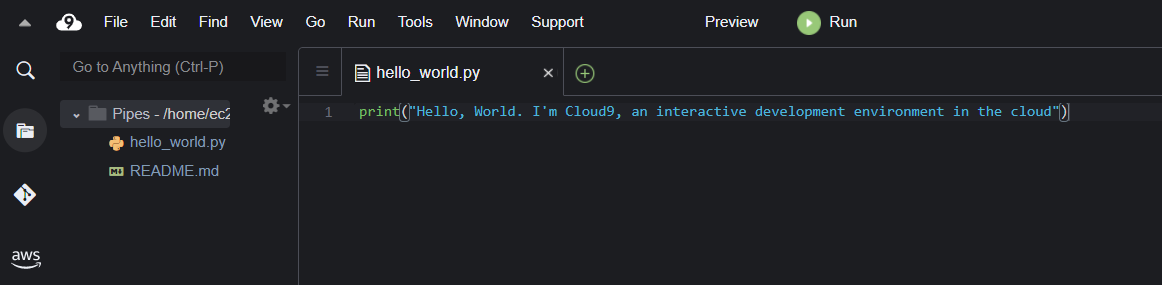 9 File Edit Find View Go Run Tools Window Support Preview Run
Go to Anything (Ctrl-P)
hello_world.py
Pipes - /home/ec2
1 print("Hello, World. I'm Cloud9, an interactive development environment in the cloud")
hello_world.py
README.md
aws